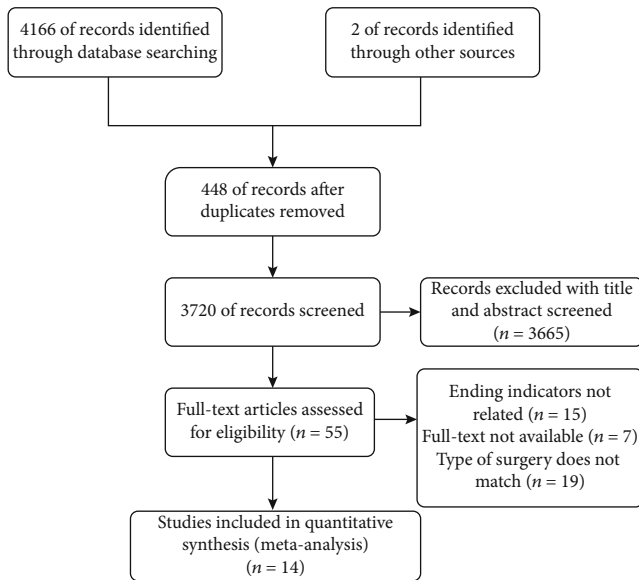 4166 of records identified
through database searching
2 of records identified
through other sources
448 of records after
duplicates removed
3720 of records screened
Records excluded with title
and abstract screened
(n = 3665)
Full-text articles assessed
for eligibility (n = 55)
Ending indicators not
related (n = 15)
Full-text not available (n = 7)
Type of surgery does not
match (n = 19)
Studies included in quantitative
synthesis (meta-analysis)
(n = 14)